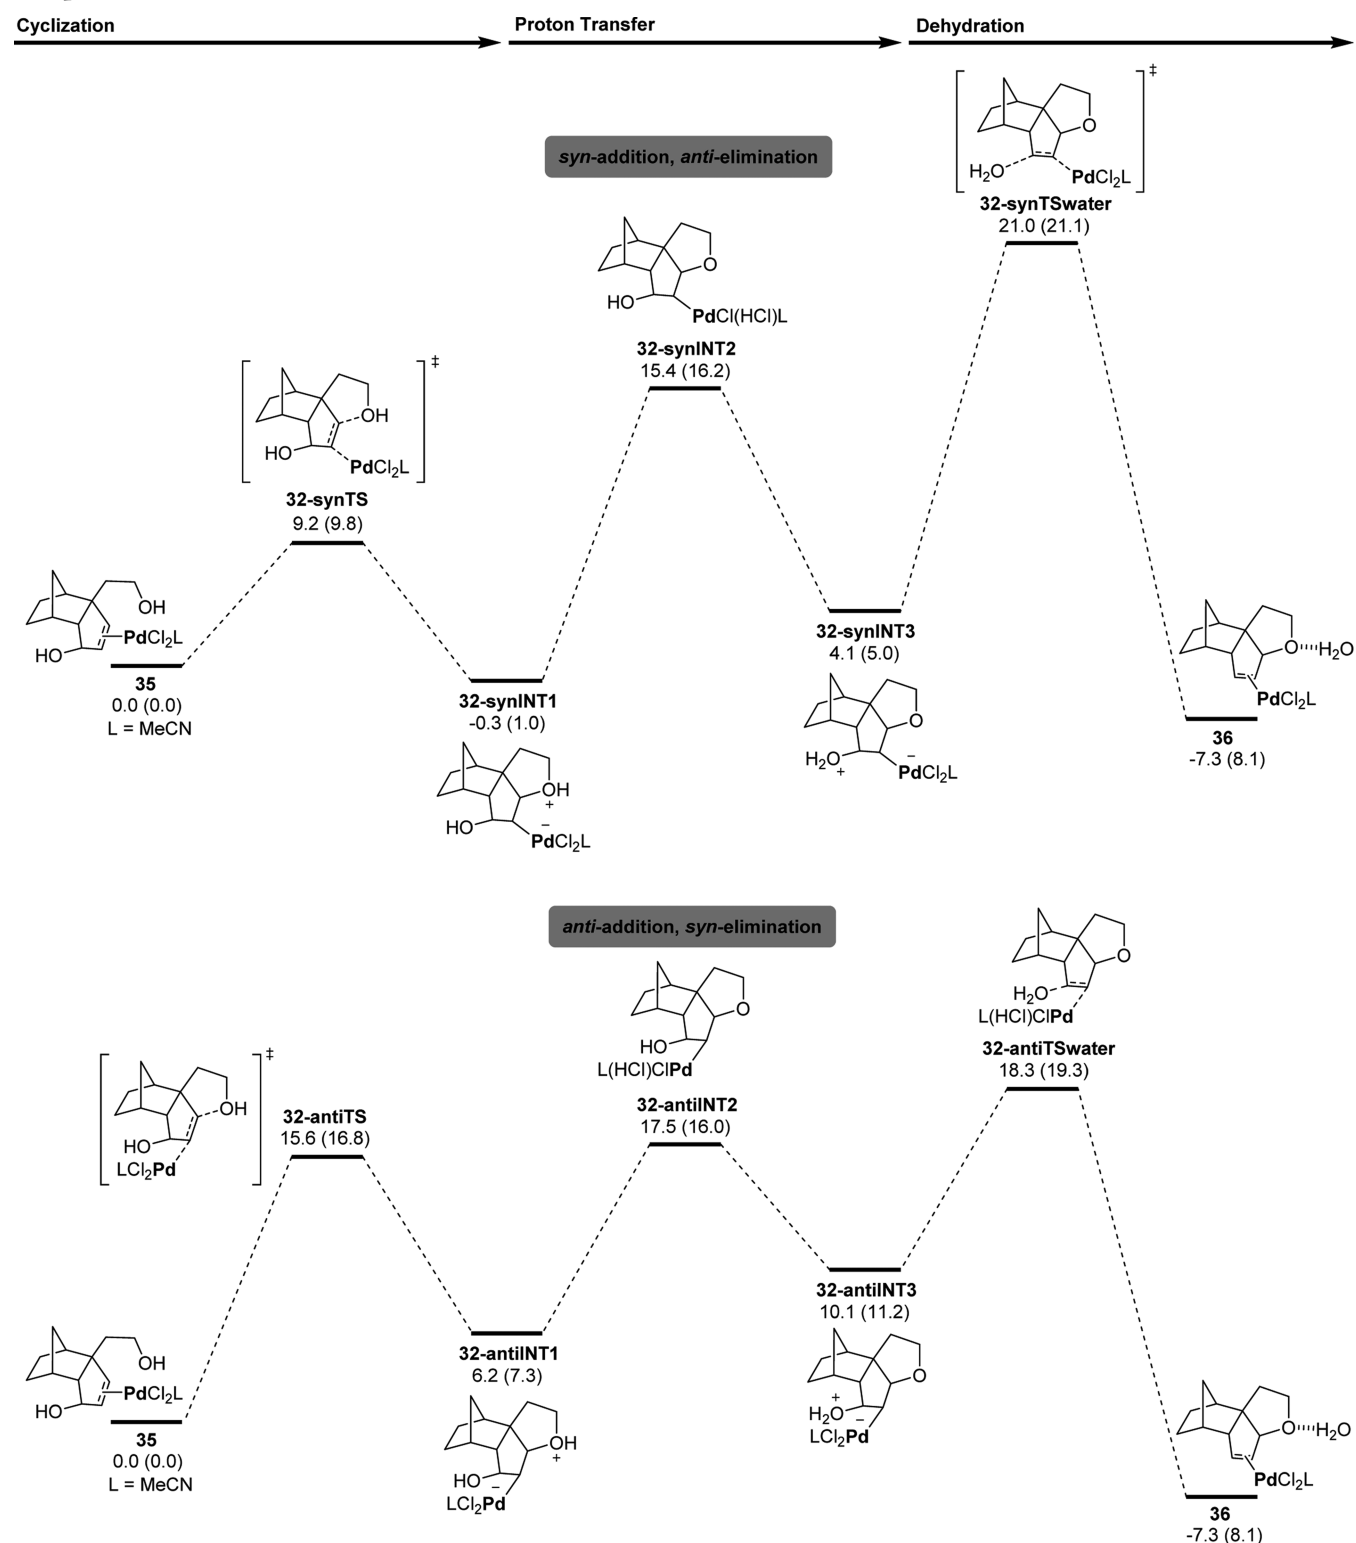 Cyclization
Proton Transfer
Dehydration
‡
O
H₂O
PdCl₂L
32-synTSwater
21.0 (21.1)
syn-addition, anti-elimination
O
HO
PdCl(HCl)L
32-synINT2
15.4 (16.2)
‡
OH
HO
PdCl₂L
32-synTS
9.2 (9.8)
OH
PdCl₂L
HO
35
0.0 (0.0)
L = MeCN
32-synINT1
-0.3 (1.0)
OH
+
HO
−
PdCl₂L
32-synINT3
4.1 (5.0)
O
H₂O
+
−
PdCl₂L
O H₂O
PdCl₂L
36
-7.3 (8.1)
anti-addition, syn-elimination
O
HO
L(HCl)ClPd
32-antiINT2
17.5 (16.0)
O
H₂O
L(HCl)ClPd
32-antiTSwater
18.3 (19.3)
‡
OH
HO
LCl₂Pd
32-antiTS
15.6 (16.8)
OH
PdCl₂L
HO
35
0.0 (0.0)
L = MeCN
32-antiINT1
6.2 (7.3)
OH
+
HO
−
LCl₂Pd
32-antiINT3
10.1 (11.2)
O
+
H₂O
−
LCl₂Pd
O H₂O
PdCl₂L
36
-7.3 (8.1)